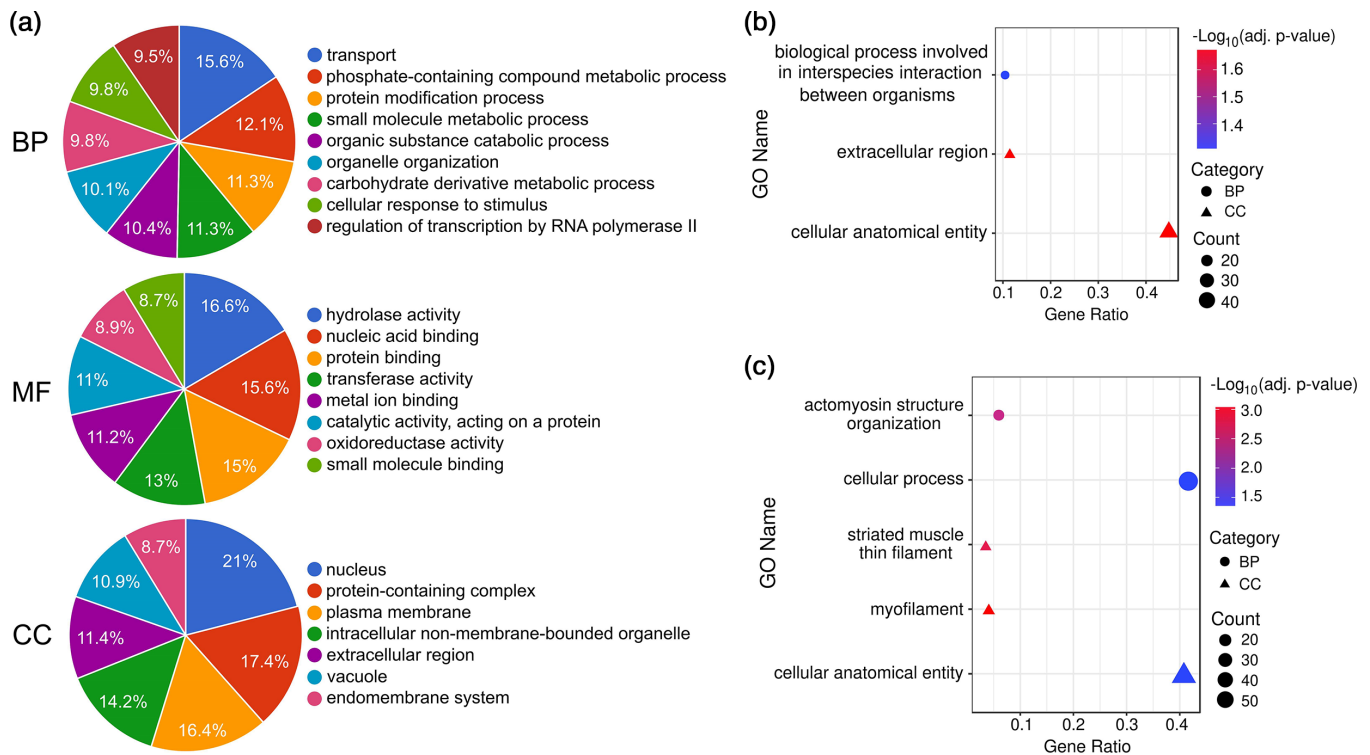 (a)
BP
9.5%
15.6%
9.8%
12.1%
9.8%
11.3%
10.1%
11.3%
10.4%
transport
phosphate-containing compound metabolic process
protein modification process
small molecule metabolic process
organic substance catabolic process
organelle organization
carbohydrate derivative metabolic process
cellular response to stimulus
regulation of transcription by RNA polymerase II
MF
8.7%
16.6%
8.9%
15.6%
11%
11.2%
15%
13%
hydrolase activity
nucleic acid binding
protein binding
transferase activity
metal ion binding
catalytic activity, acting on a protein
oxidoreductase activity
small molecule binding
CC
8.7%
21%
10.9%
11.4%
17.4%
14.2%
16.4%
nucleus
protein-containing complex
plasma membrane
intracellular non-membrane-bounded organelle
extracellular region
vacuole
endomembrane system
(b)
GO Name
biological process involved
in interspecies interaction
between organisms
extracellular region
cellular anatomical entity
0.1 0.2 0.3 0.4
Gene Ratio
-Log10(adj. p-value)
1.6
1.5
1.4
Category
BP
CC
Count
20
30
40
(c)
GO Name
actomyosin structure
organization
cellular process
striated muscle
thin filament
myofilament
cellular anatomical entity
0.1 0.2 0.3 0.4
Gene Ratio
-Log10(adj. p-value)
3.0
2.5
2.0
1.5
Category
BP
CC
Count
20
30
40
50